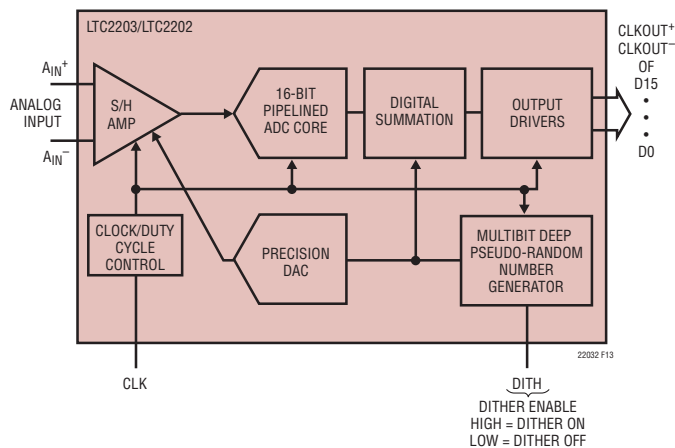 LTC2203/LTC2202
CLKOUT+
CLKOUT−
OF
D15
•
•
•
D0
AIN+
ANALOG
INPUT
AIN−
S/H
AMP
16-BIT
PIPELINED
ADC CORE
DIGITAL
SUMMATION
OUTPUT
DRIVERS
CLOCK/DUTY
CYCLE
CONTROL
PRECISION
DAC
MULTIBIT DEEP
PSEUDO-RANDOM
NUMBER
GENERATOR
22032 F13
CLK
DITH
DITHER ENABLE
HIGH = DITHER ON
LOW = DITHER OFF